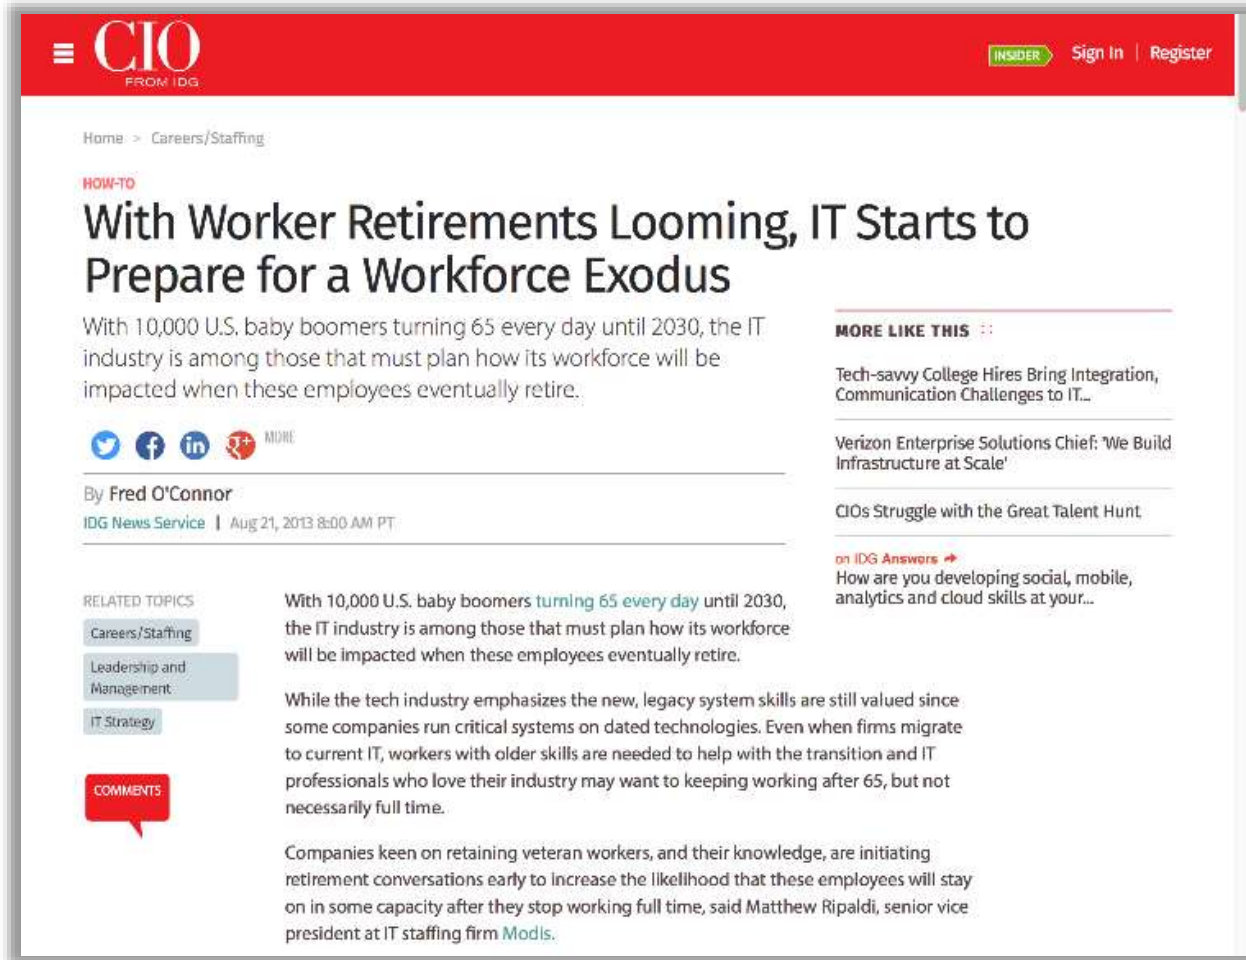 CIO
FROM IDG
INSIDER
Sign In | Register
Home > Careers/Staffing
HOW-TO
With Worker Retirements Looming, IT Starts to
Prepare for a Workforce Exodus
With 10,000 U.S. baby boomers turning 65 every day until 2030, the IT
industry is among those that must plan how its workforce will be
impacted when these employees eventually retire.
MORE
By Fred O'Connor
IDG News Service | Aug 21, 2013 8:00 AM PT
MORE LIKE THIS ::
Tech-savvy College Hires Bring Integration,
Communication Challenges to IT...
Verizon Enterprise Solutions Chief: 'We Build
Infrastructure at Scale'
CIOs Struggle with the Great Talent Hunt
on IDG Answers →
How are you developing social, mobile,
analytics and cloud skills at your...
RELATED TOPICS
Careers/Staffing
Leadership and
Management
IT Strategy
COMMENTS
With 10,000 U.S. baby boomers turning 65 every day until 2030,
the IT industry is among those that must plan how its workforce
will be impacted when these employees eventually retire.
While the tech industry emphasizes the new, legacy system skills are still valued since
some companies run critical systems on dated technologies. Even when firms migrate
to current IT, workers with older skills are needed to help with the transition and IT
professionals who love their industry may want to keeping working after 65, but not
necessarily full time.
Companies keen on retaining veteran workers, and their knowledge, are initiating
retirement conversations early to increase the likelihood that these employees will stay
on in some capacity after they stop working full time, said Matthew Ripaldi, senior vice
president at IT staffing firm Modis.